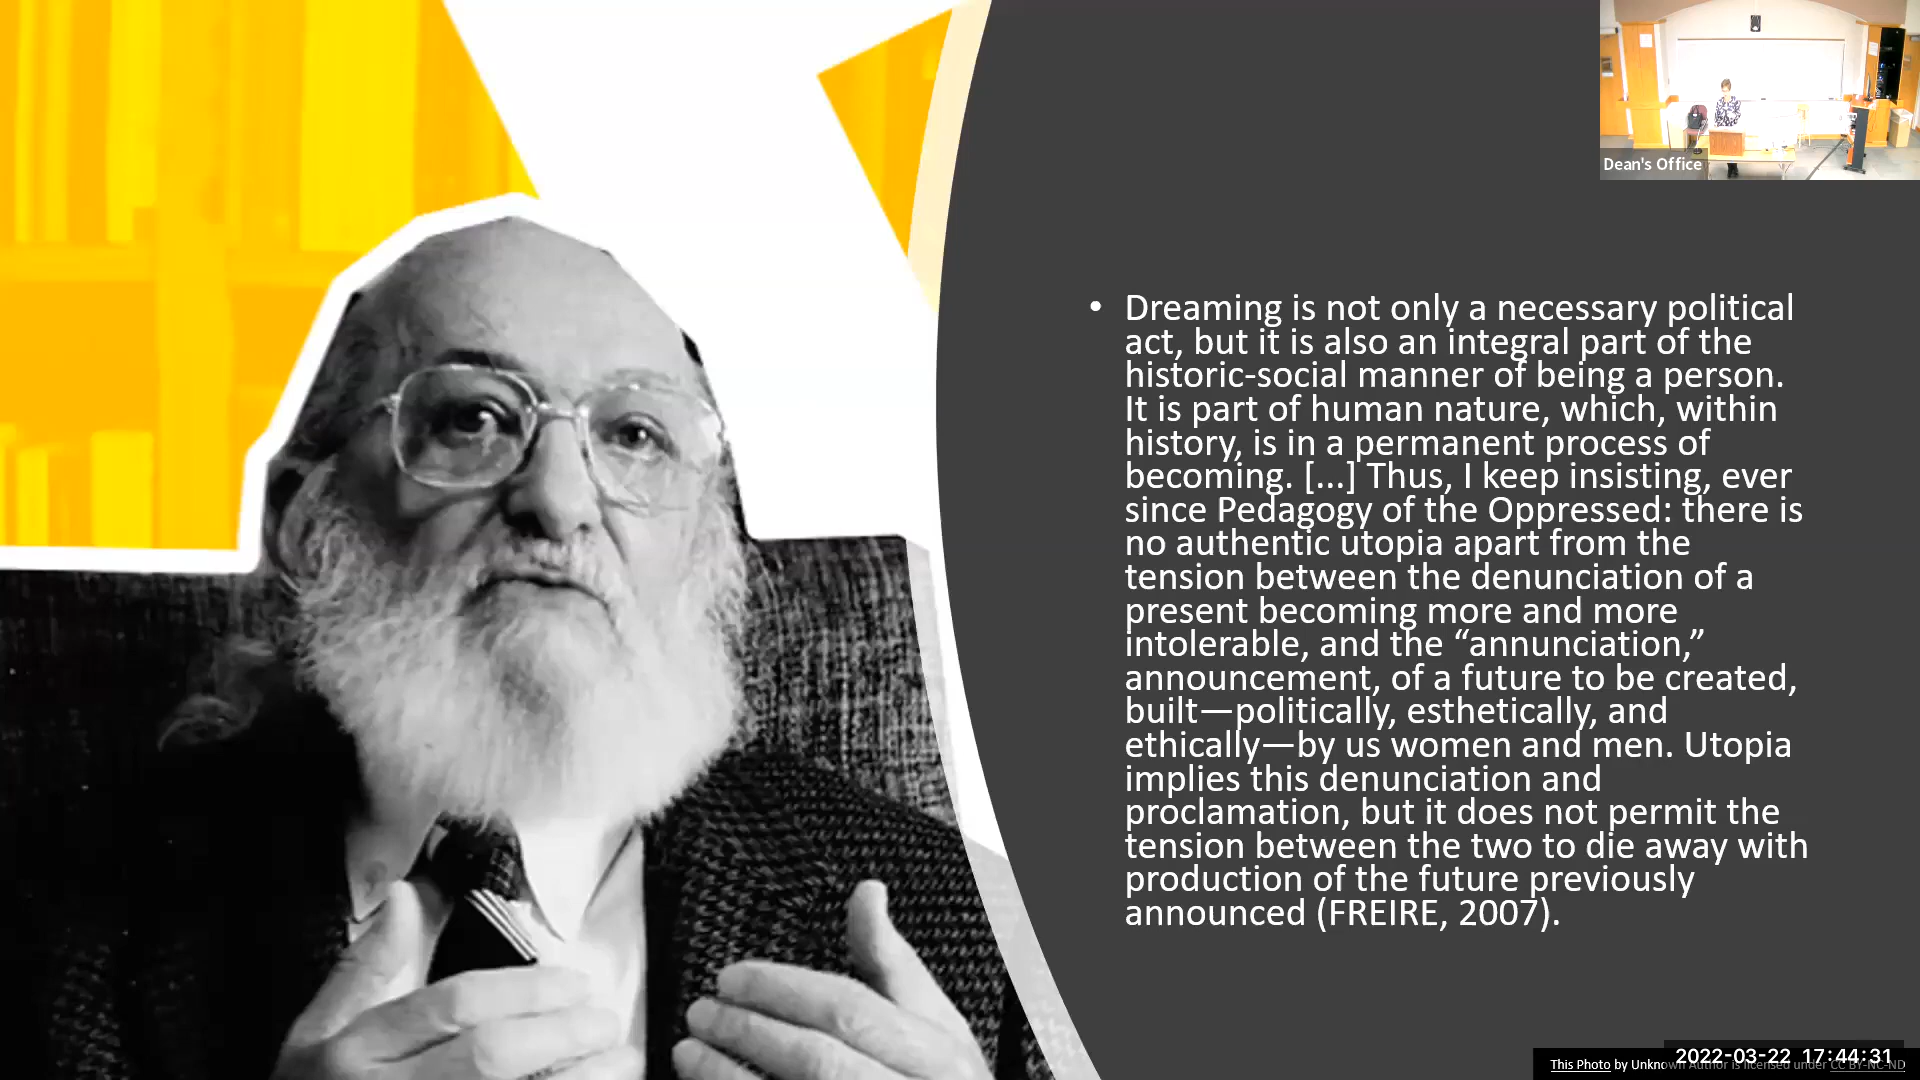 Dean's Office
• Dreaming is not only a necessary political
act, but it is also an integral part of the
historic-social manner of being a person.
It is part of human nature, which, within
history, is in a permanent process of
becoming. [...] Thus, I keep insisting, ever
since Pedagogy of the Oppressed: there is
no authentic utopia apart from the
tension between the denunciation of a
present becoming more and more
intolerable, and the “annunciation,”
announcement, of a future to be created,
built—politically, esthetically, and
ethically—by us women and men. Utopia
implies this denunciation and
proclamation, but it does not permit the
tension between the two to die away with
production of the future previously
announced (FREIRE, 2007).
2022-03-22 17:44:31
This Photo by Unknown Author is licensed under CC BY-NC-ND